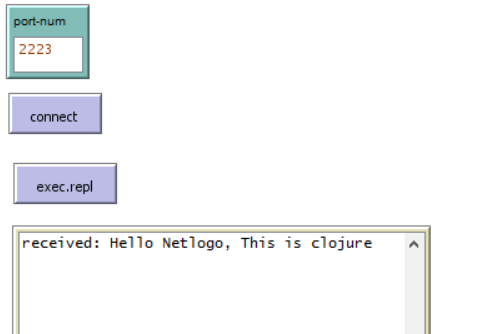 port-num
2223
connect
exec.repl
received: Hello Netlogo, This is clojure